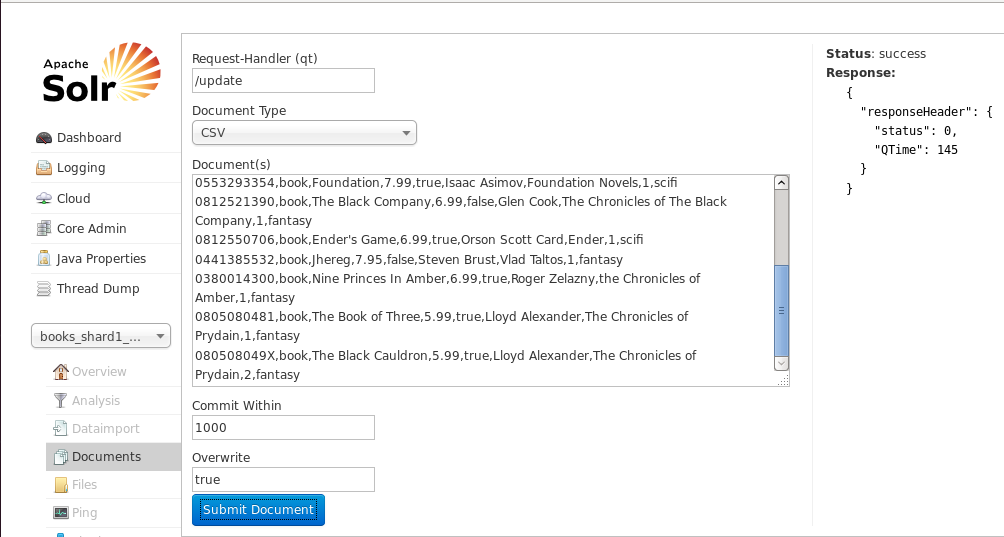 Apache
Solr
Dashboard
Logging
Cloud
Core Admin
Java Properties
Thread Dump
books_shard1_...
Overview
Analysis
Dataimport
Documents
Files
Ping
Request-Handler (qt)
/update
Document Type
CSV
Document(s)
0553293354,book,Foundation,7.99,true,Isaac Asimov,Foundation Novels,1,scifi
0812521390,book,The Black Company,6.99,false,Glen Cook,The Chronicles of The Black
Company,1,fantasy
0812550706,book,Ender's Game,6.99,true,Orson Scott Card,Ender,1,scifi
0441385532,book,Jhereg,7.95,false,Steven Brust,Vlad Taltos,1,fantasy
0380014300,book,Nine Princes In Amber,6.99,true,Roger Zelazny,the Chronicles of
Amber,1,fantasy
0805080481,book,The Book of Three,5.99,true,Lloyd Alexander,The Chronicles of
Prydain,1,fantasy
080508049X,book,The Black Cauldron,5.99,true,Lloyd Alexander,The Chronicles of
Prydain,2,fantasy
Commit Within
1000
Overwrite
true
Submit Document
Status: success
Response:
{
"responseHeader": {
"status": 0,
"QTime": 145
}
}